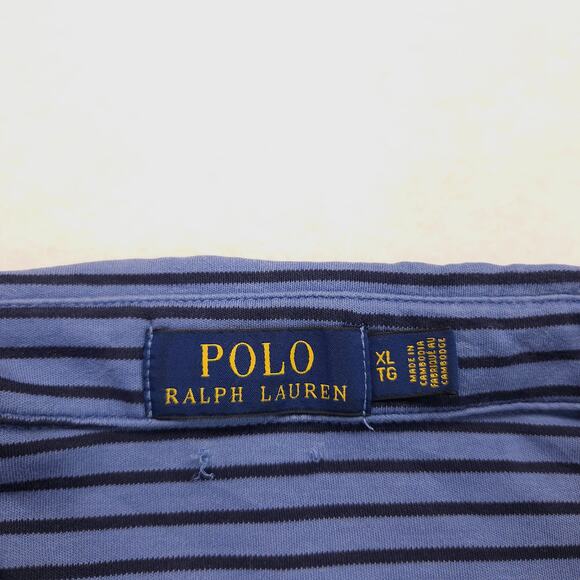 POLO
RALPH LAUREN
XL
TG
MADE IN
CAMBODIA
FABRIQUÉ AU
CAMBODGE